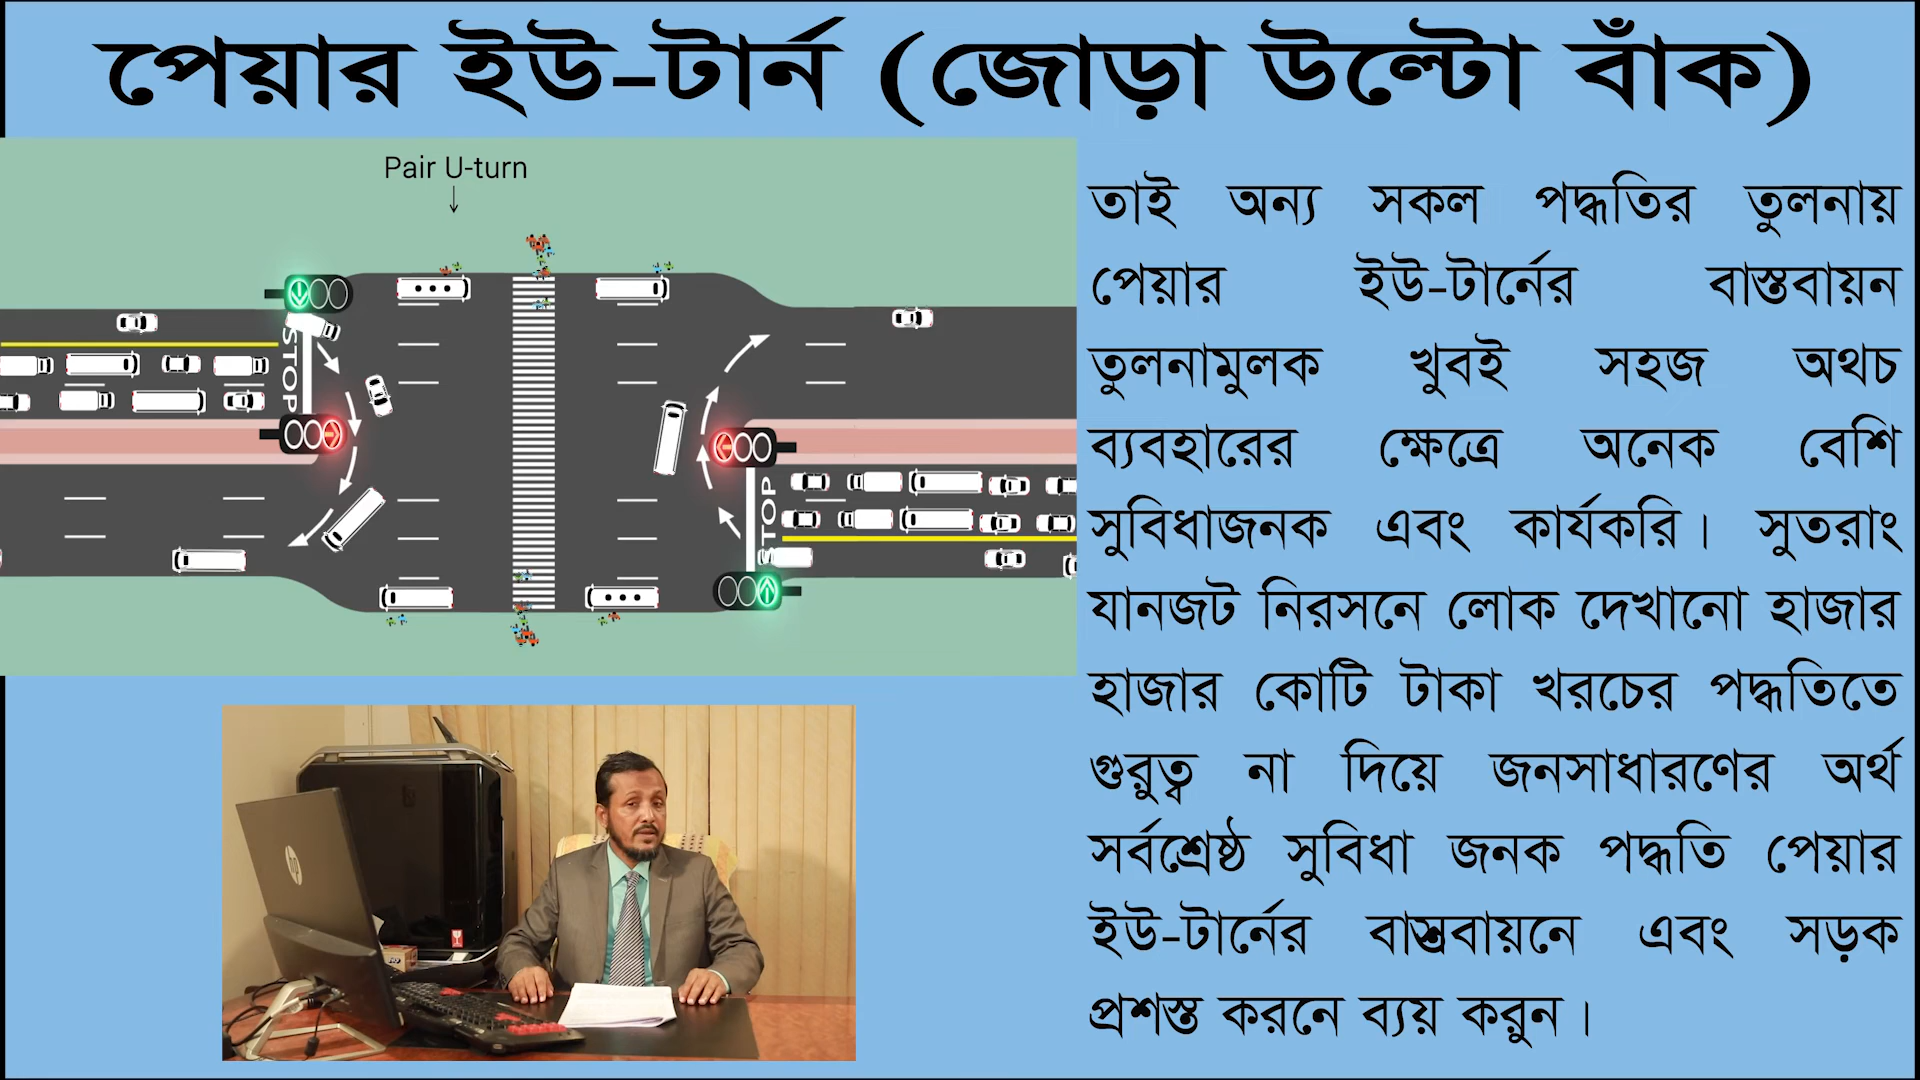 পেয়ার ইউ-টার্ন (জোড়া উল্টো বাঁক)
Pair U-turn
STOP
STOP
তাই অন্য সকল পদ্ধতির তুলনায়
পেয়ার ইউ-টার্নের বাস্তবায়ন
তুলনামুলক খুবই সহজ অথচ
ব্যবহারের ক্ষেত্রে অনেক বেশি
সুবিধাজনক এবং কার্যকরি।  সুতরাং
যানজট নিরসনে লোক দেখানো হাজার
হাজার কোটি টাকা খরচের পদ্ধতিতে
গুরুত্ব না দিয়ে জনসাধারণের অর্থ
সর্বশ্রেষ্ঠ সুবিধা জনক পদ্ধতি পেয়ার
ইউ-টার্নের বাস্তবায়নে এবং সড়ক
প্রশস্ত করনে ব্যয় করুন।
hp